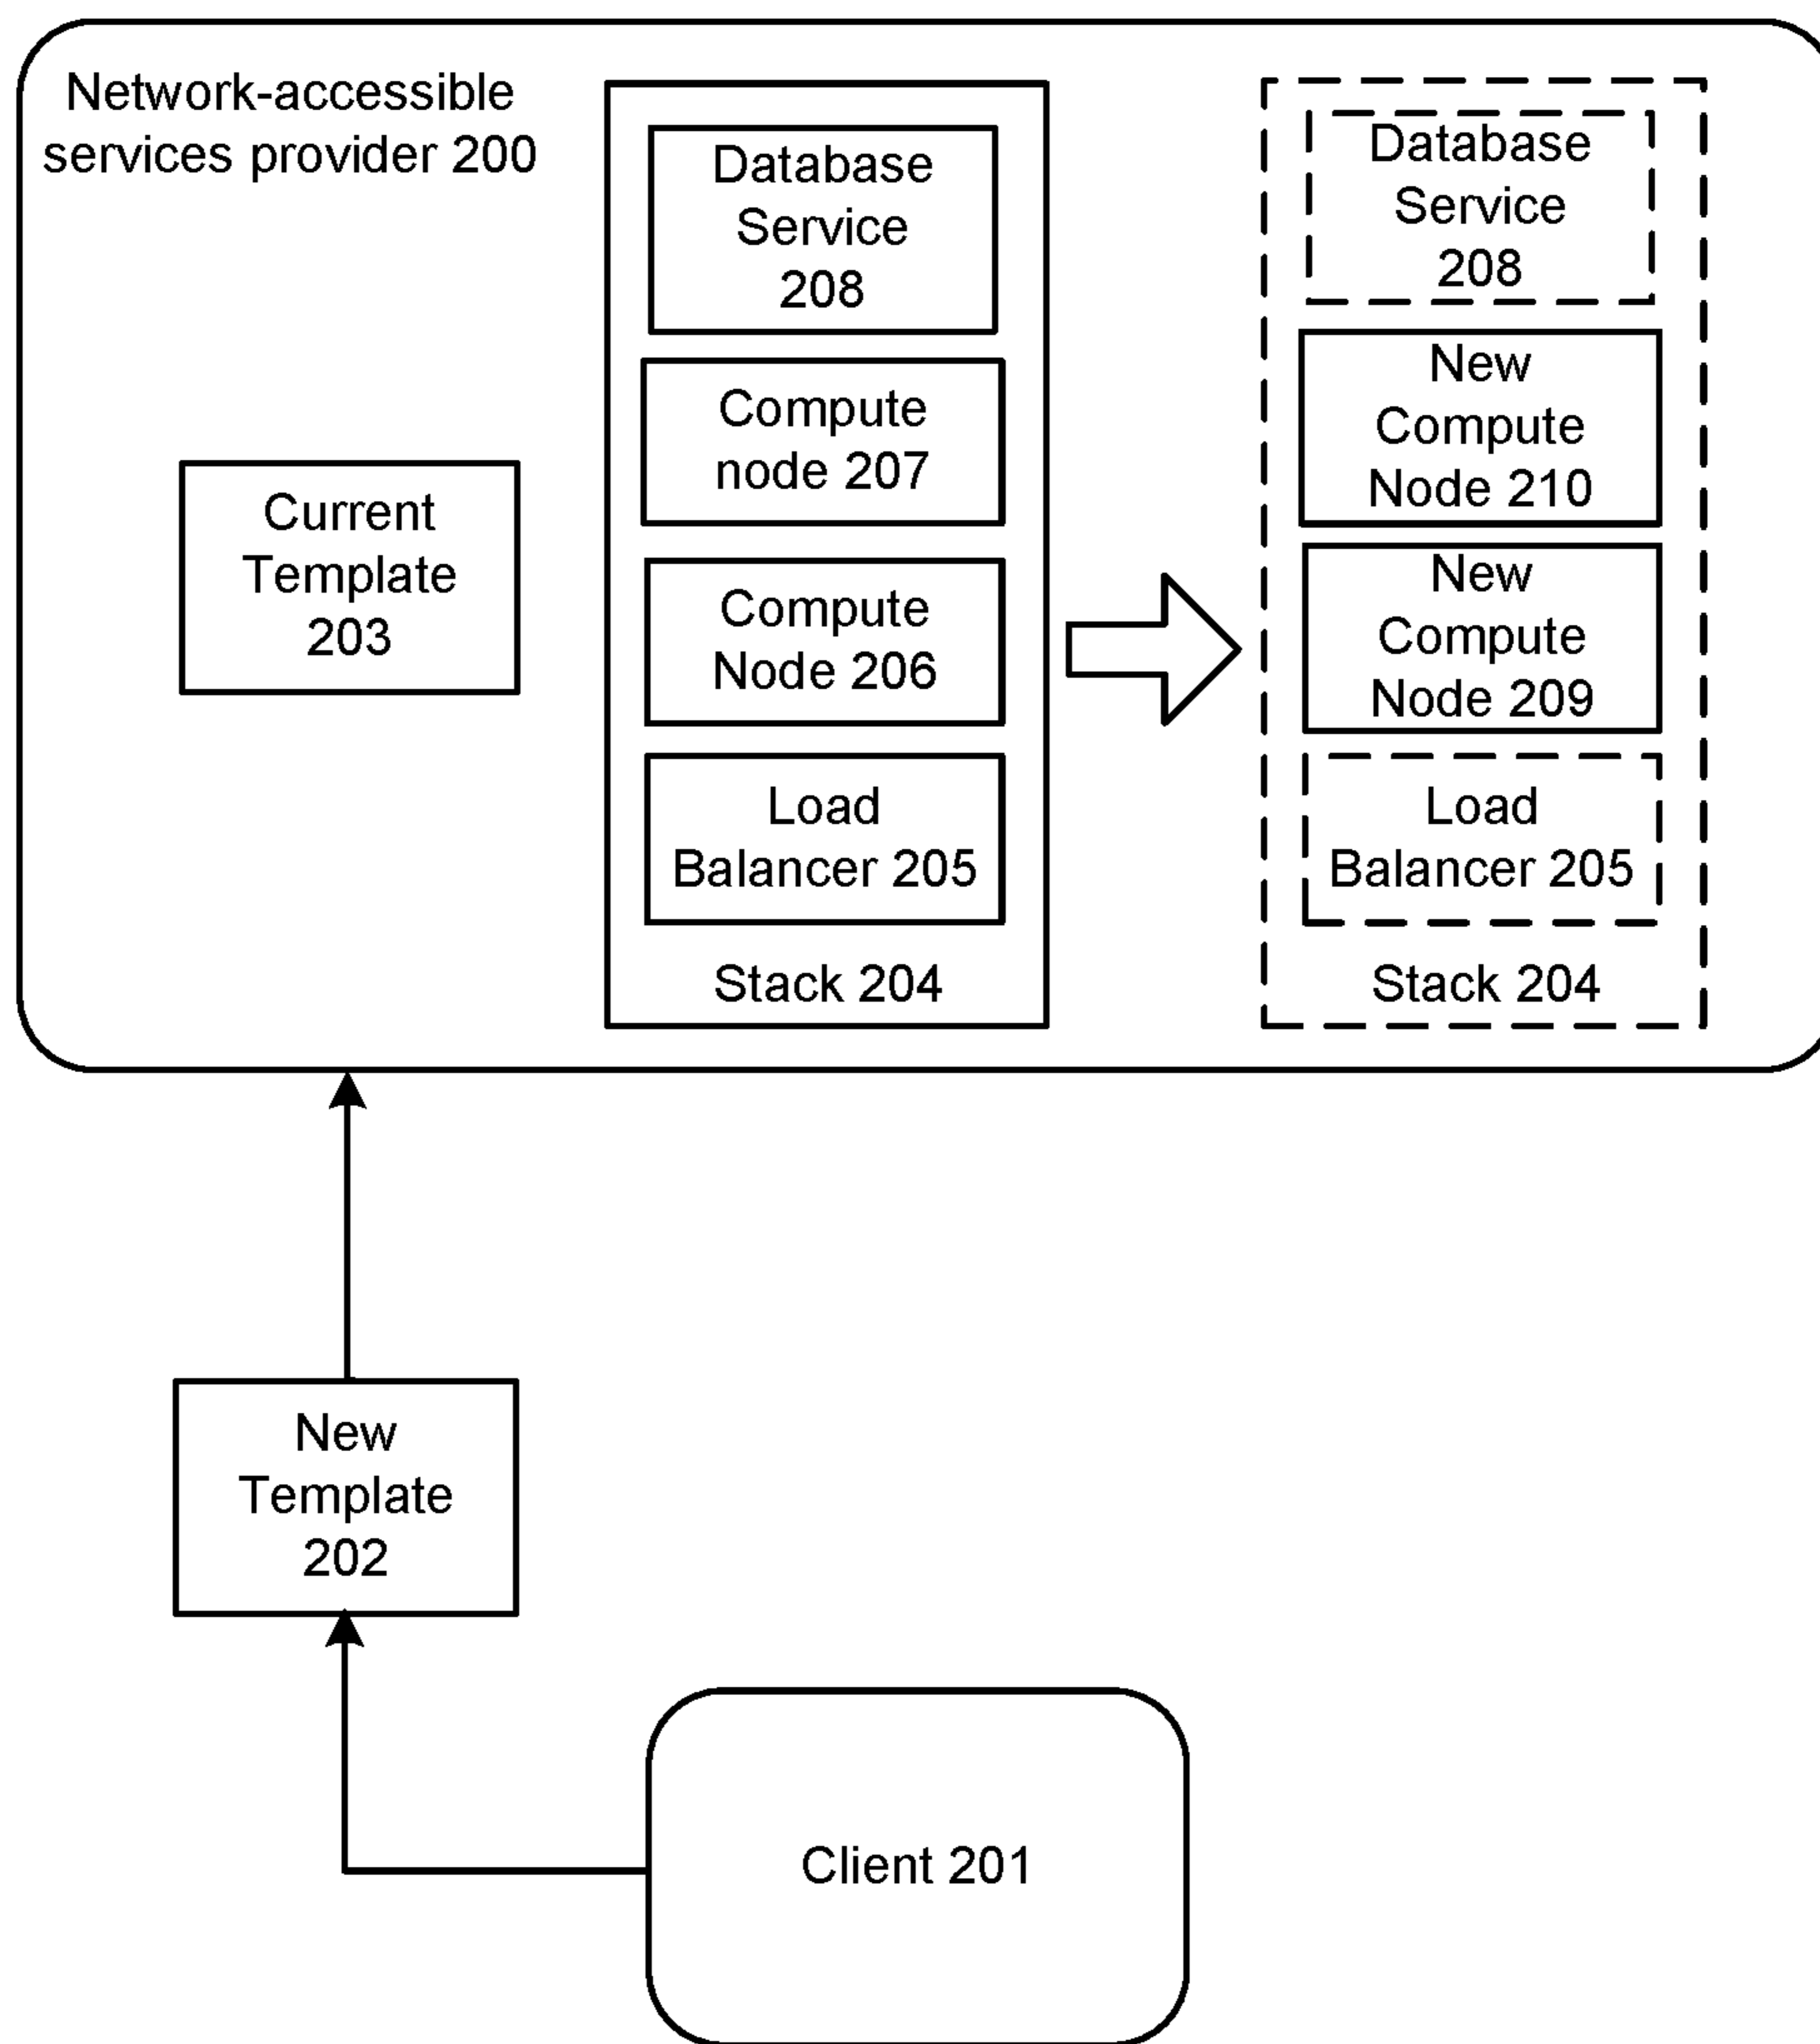 Network-accessible
services provider 200
Current
Template
203
Database
Service
208
Compute
node 207
Compute
Node 206
Load
Balancer 205
Stack 204
Database
Service
208
New
Compute
Node 210
New
Compute
Node 209
Load
Balancer 205
Stack 204
New
Template
202
Client 201